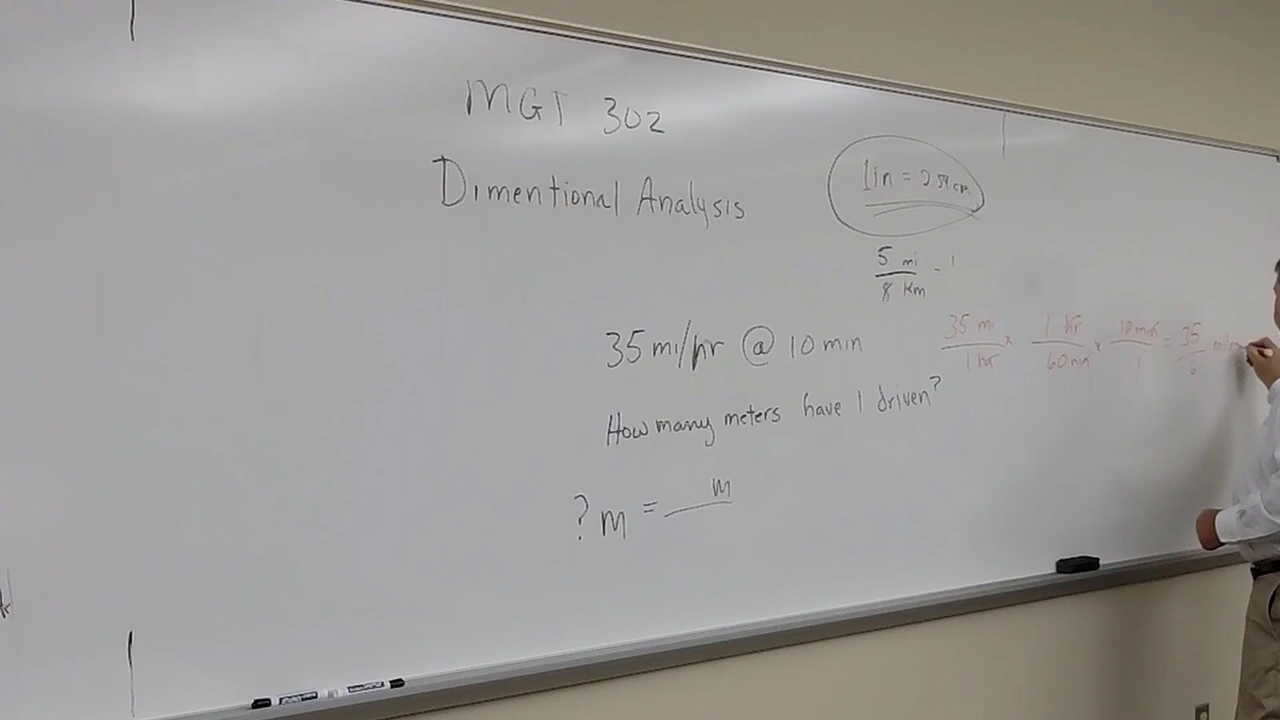 MGT 302
Dimentional Analysis
1in = 2.54cm
5 mi
8 km
35 mi/hr @ 10 min
35 mi × 1 hr × 10 min = 35
1 hr 60 min 1 6
How many meters have I driven?
? m = m